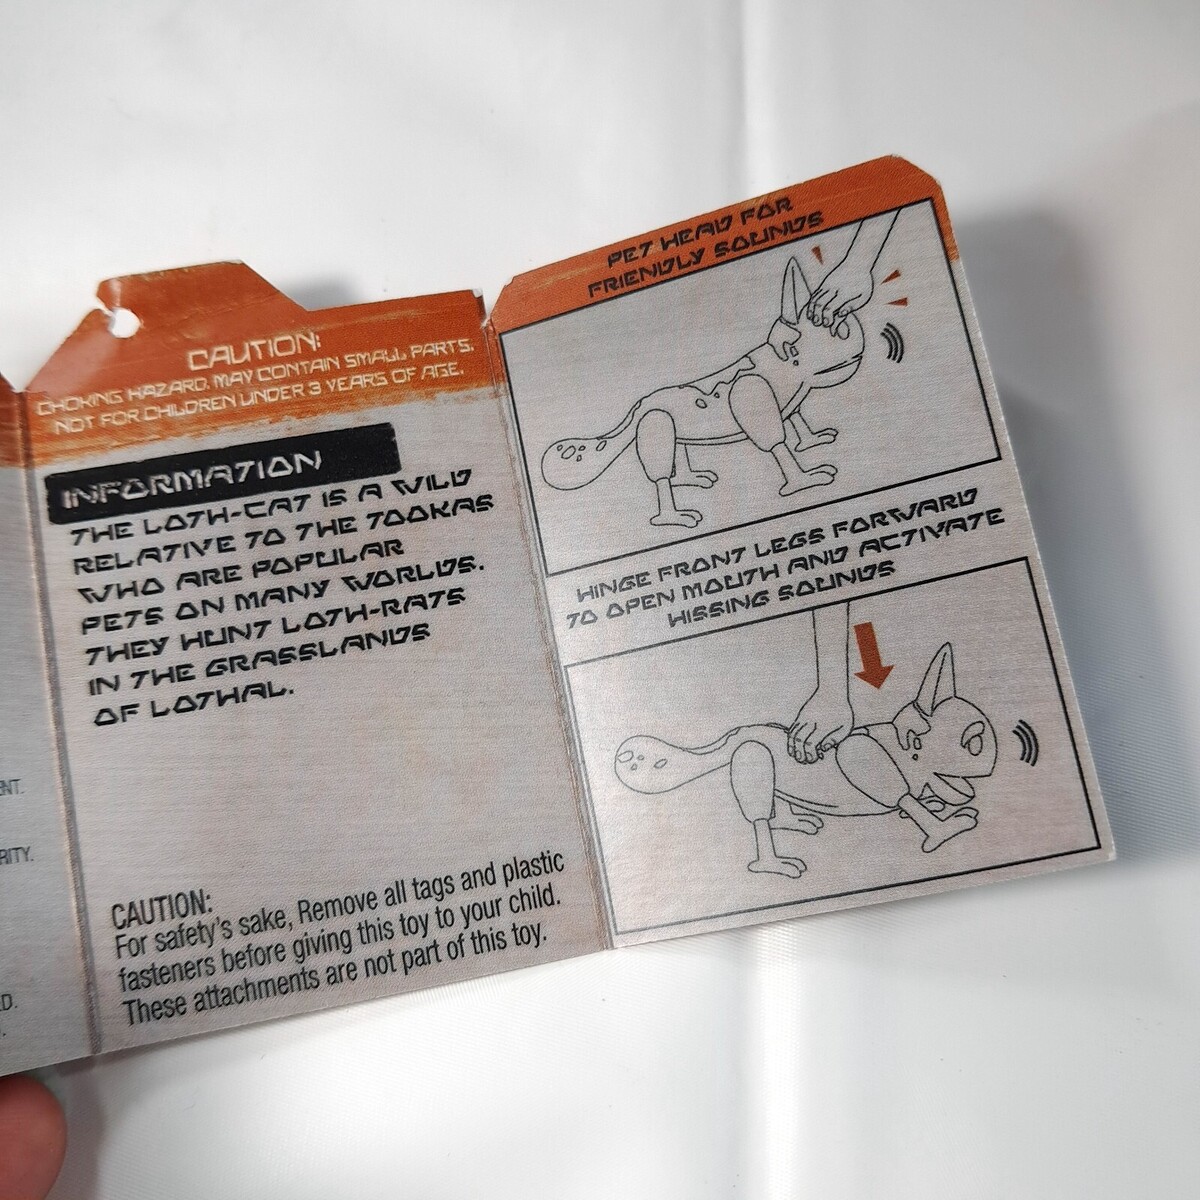 CAUTION:
CHOKING HAZARD. MAY CONTAIN SMALL PARTS.
NOT FOR CHILDREN UNDER 3 YEARS OF AGE.
INFORMATION
THE LOTH-CAT IS A WILD
RELATIVE TO THE TOOKAS
WHO ARE POPULAR
PETS ON MANY WORLDS.
THEY HUNT LOTH-RATS
IN THE GRASSLANDS
OF LOTHAL.
CAUTION:
For safety's sake, Remove all tags and plastic
fasteners before giving this toy to your child.
These attachments are not part of this toy.
PET HEAD FOR
FRIENDLY SOUNDS
HINGE FRONT LEGS FORWARD
TO OPEN MOUTH AND ACTIVATE
HISSING SOUNDS